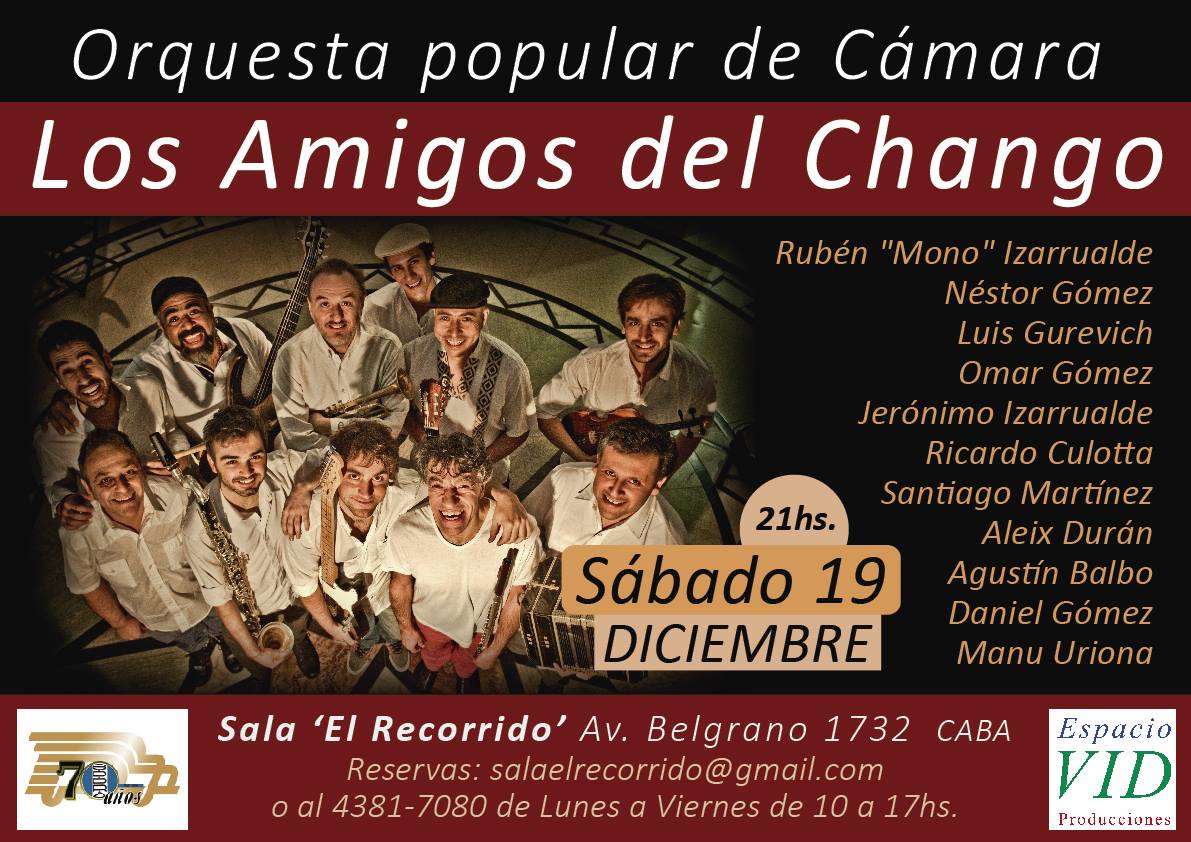 Orquesta popular de Cámara
Los Amigos del Chango
Rubén "Mono" Izarrualde
Néstor Gómez
Luis Gurevich
Omar Gómez
Jerónimo Izarrualde
Ricardo Culotta
Santiago Martínez
Aleix Durán
Agustín Balbo
Daniel Gómez
Manu Uriona
21hs.
Sábado 19
DICIEMBRE
Sala ‘El Recorrido’ Av. Belgrano 1732 CABA
Reservas: salaelrecorrido@gmail.com
o al 4381-7080 de Lunes a Viernes de 10 a 17hs.
70
años
Espacio
VID
Producciones